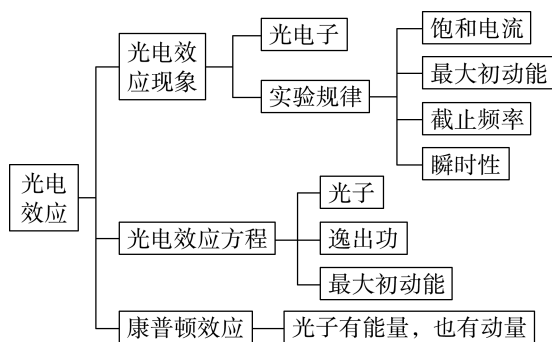 光电
效应
光电效
应现象
光电子
实验规律
饱和电流
最大初动能
截止频率
瞬时性
光电效应方程
光子
逸出功
最大初动能
康普顿效应
光子有能量，也有动量